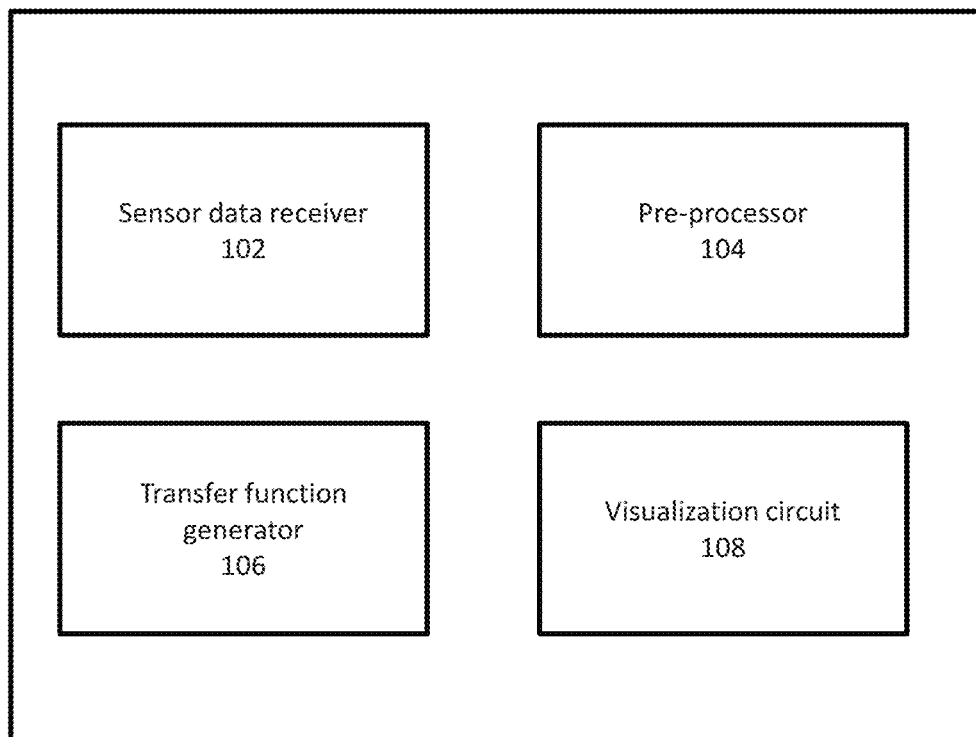 Sensor data receiver
102
Pre-processor
104
Transfer function
generator
106
Visualization circuit
108